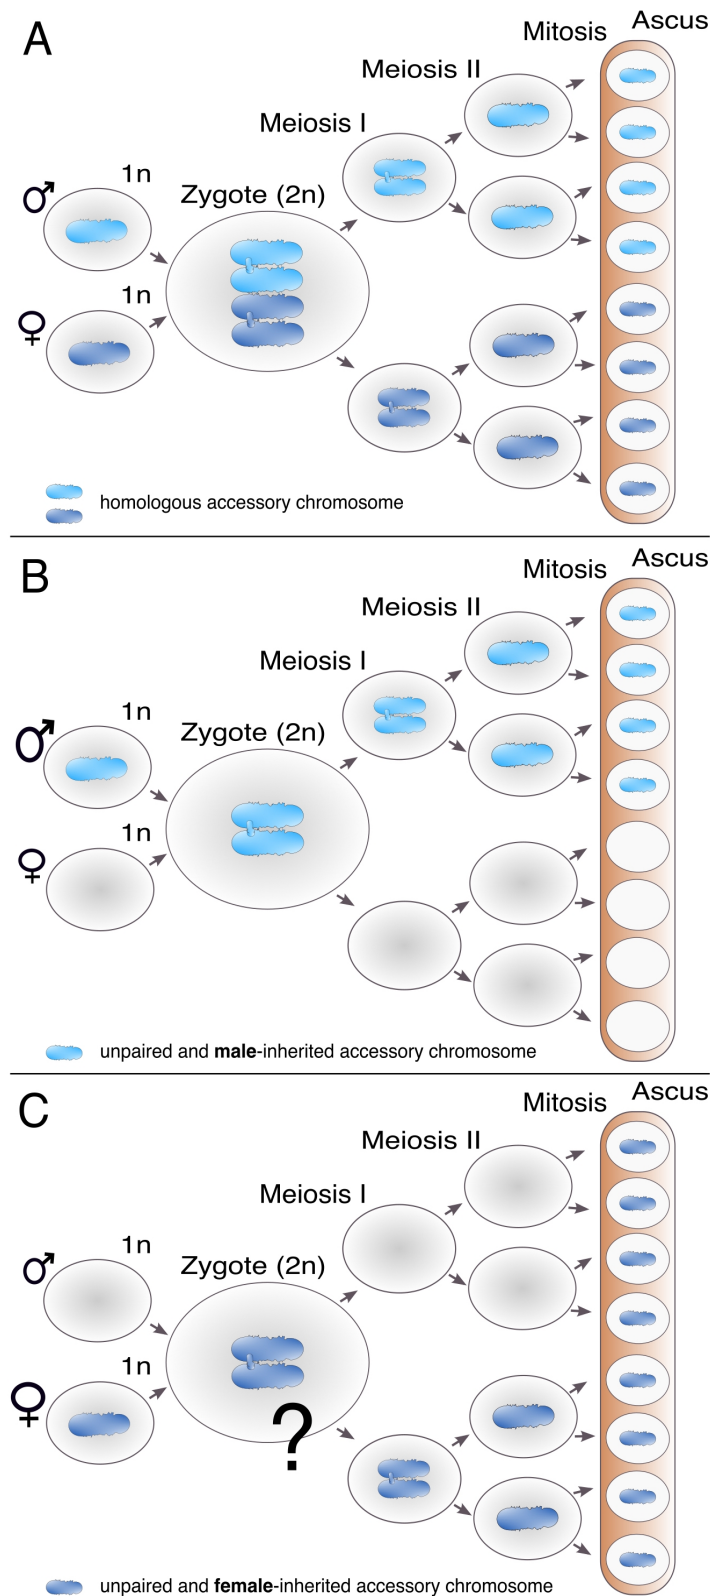 A
Mitosis
Ascus
Meiosis II
Meiosis I
1n
♂
Zygote (2n)
1n
♀
homologous accessory chromosome
B
Mitosis
Ascus
Meiosis II
Meiosis I
1n
♂
Zygote (2n)
1n
♀
unpaired and male-inherited accessory chromosome
C
Mitosis
Ascus
Meiosis II
Meiosis I
1n
♂
Zygote (2n)
1n
♀
?
unpaired and female-inherited accessory chromosome